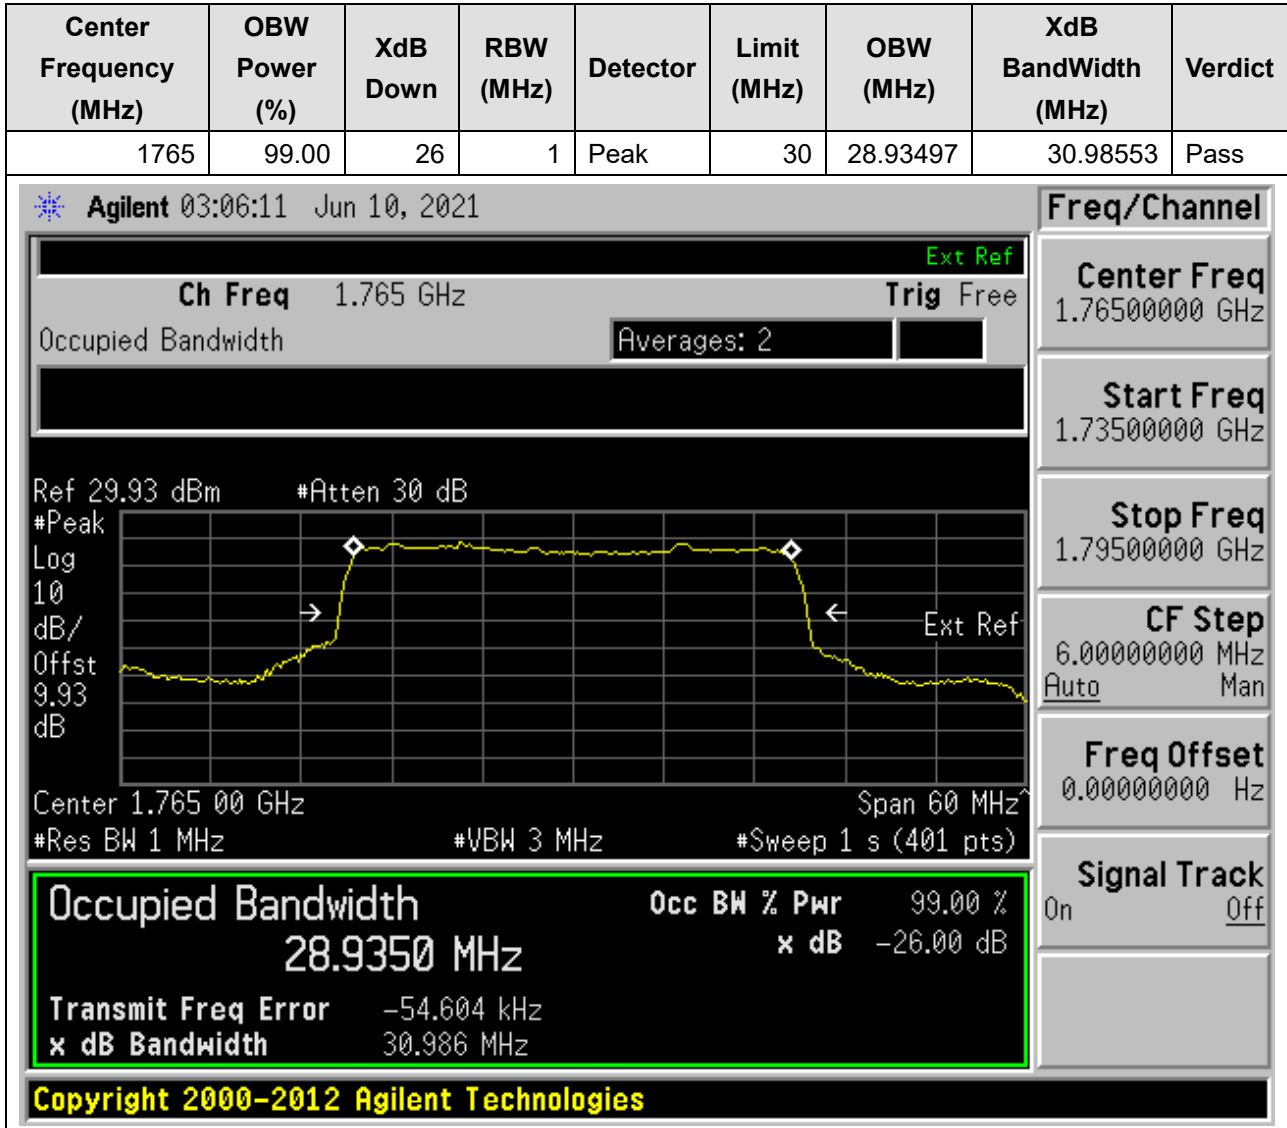 Center Frequency (MHz) OBW Power (%) XdB Down RBW (MHz) Detector Limit (MHz) OBW (MHz) XdB BandWidth (MHz) Verdict
1765 99.00 26 1 Peak 30 28.93497 30.98553 Pass
Agilent 03:06:11 Jun 10, 2021 Freq/Channel
Ext Ref
Ch Freq 1.765 GHz Trig Free
Occupied Bandwidth Averages: 2
Center Freq
1.76500000 GHz
Start Freq
1.73500000 GHz
Ref 29.93 dBm #Atten 30 dB
#Peak
Log
10
dB/
Offst
9.93
dB
Ext Ref
Stop Freq
1.79500000 GHz
CF Step
6.00000000 MHz
Auto Man
Freq Offset
0.00000000 Hz
Center 1.765 00 GHz Span 60 MHz^
#Res BW 1 MHz #VBW 3 MHz #Sweep 1 s (401 pts)
Signal Track
On Off
Occupied Bandwidth Occ BW % Pwr 99.00 %
28.9350 MHz x dB -26.00 dB
Transmit Freq Error -54.604 kHz
x dB Bandwidth 30.986 MHz
Copyright 2000-2012 Agilent Technologies